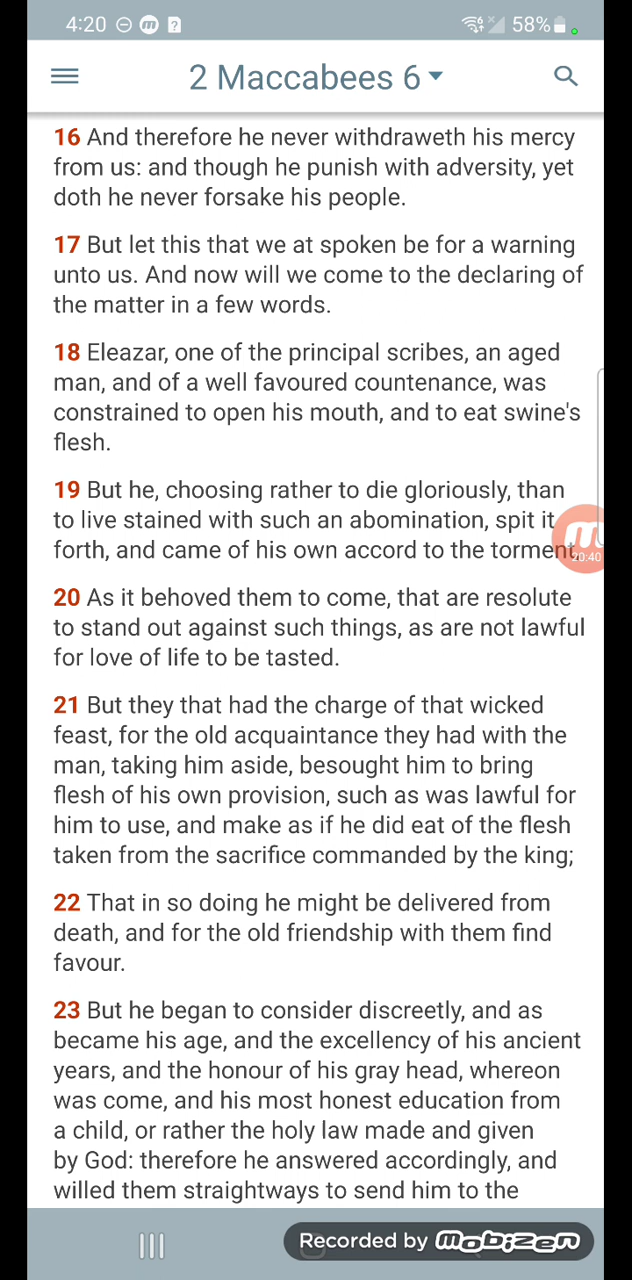 4:20
58%
2 Maccabees 6
16 And therefore he never withdraweth his mercy
from us: and though he punish with adversity, yet
doth he never forsake his people.
17 But let this that we at spoken be for a warning
unto us. And now will we come to the declaring of
the matter in a few words.
18 Eleazar, one of the principal scribes, an aged
man, and of a well favoured countenance, was
constrained to open his mouth, and to eat swine's
flesh.
19 But he, choosing rather to die gloriously, than
to live stained with such an abomination, spit it
forth, and came of his own accord to the torment,
20:40
20 As it behoved them to come, that are resolute
to stand out against such things, as are not lawful
for love of life to be tasted.
21 But they that had the charge of that wicked
feast, for the old acquaintance they had with the
man, taking him aside, besought him to bring
flesh of his own provision, such as was lawful for
him to use, and make as if he did eat of the flesh
taken from the sacrifice commanded by the king;
22 That in so doing he might be delivered from
death, and for the old friendship with them find
favour.
23 But he began to consider discreetly, and as
became his age, and the excellency of his ancient
years, and the honour of his gray head, whereon
was come, and his most honest education from
a child, or rather the holy law made and given
by God: therefore he answered accordingly, and
willed them straightways to send him to the
Recorded by mobizen